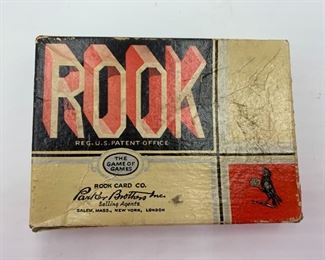 ROOK
REG. U.S. PATENT OFFICE
THE
GAME OF
GAMES
ROOK CARD CO.
Parker Brothers Inc.
Selling Agents
SALEM, MASS., NEW YORK, LONDON